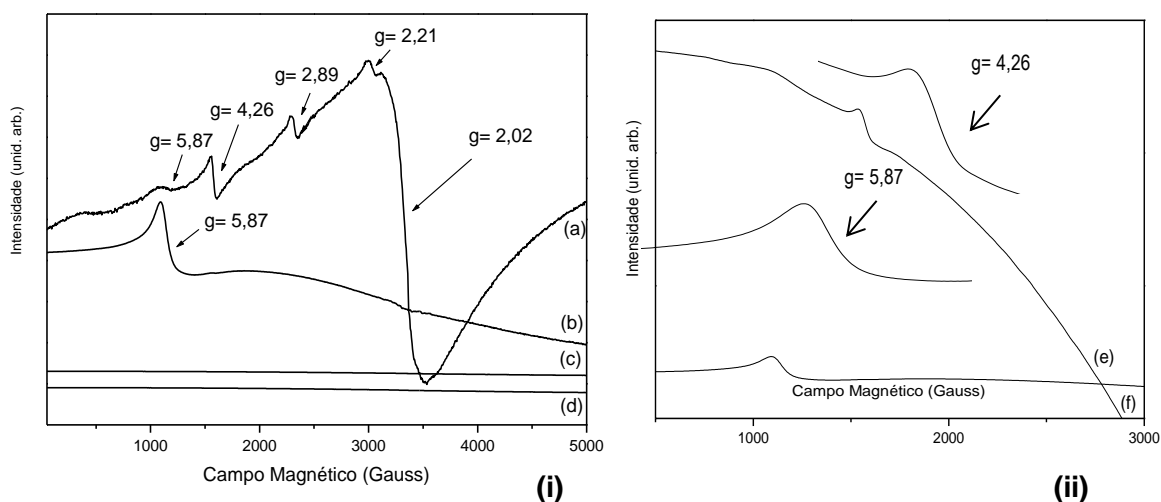 Intensidade (unid. arb.)
g= 5,87
g= 4,26
g= 2,89
g= 2,21
g= 2,02
g= 5,87
(a)
(b)
(c)
(d)
1000
2000
3000
4000
5000
Campo Magnético (Gauss)
(i)
Intensidade (unid. arb.)
g= 4,26
g= 5,87
(e)
(f)
Campo Magnético (Gauss)
1000
2000
3000
(ii)